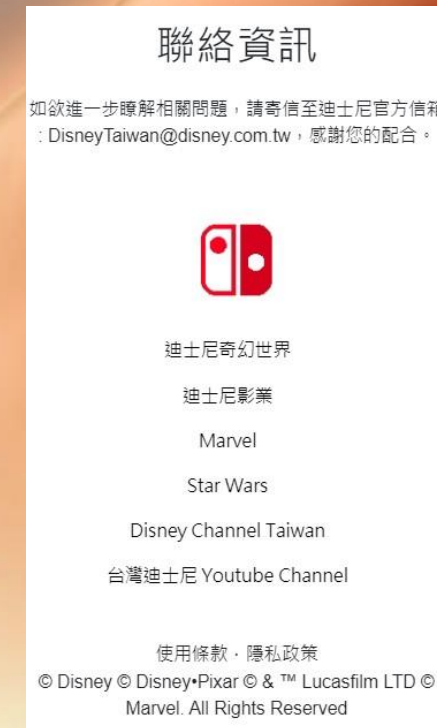 聯絡資訊
如欲進一步瞭解相關問題，請寄信至迪士尼官方信箱
: DisneyTaiwan@disney.com.tw，感謝您的配合。
迪士尼奇幻世界
迪士尼影業
Marvel
Star Wars
Disney Channel Taiwan
台灣迪士尼 Youtube Channel
使用條款 · 隱私政策
© Disney © Disney•Pixar © & ™ Lucasfilm LTD ©
Marvel. All Rights Reserved